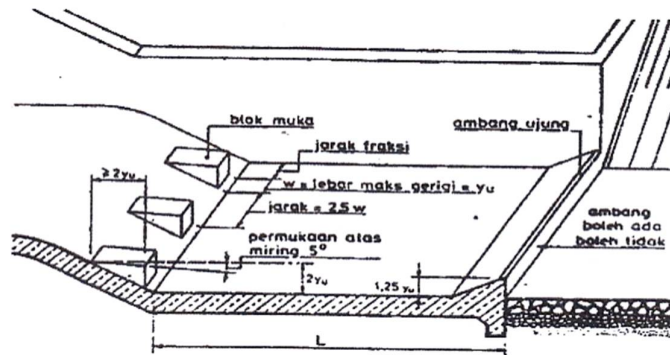 blok muka
ambang ujung
jarak fraksi
≥ 2yu
w = lebar maks gerigi = yu
jarak = 2,5 w
permukaan atas
miring 5°
2yu
1,25 yu
ambang
boleh ada
boleh tidak
L